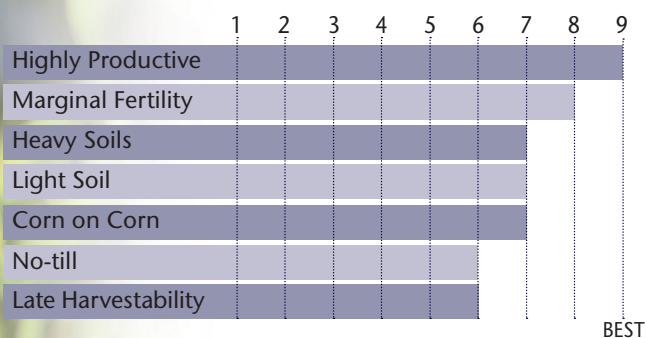 1 2 3 4 5 6 7 8 9
Highly Productive
Marginal Fertility
Heavy Soils
Light Soil
Corn on Corn
No-till
Late Harvestability
BEST